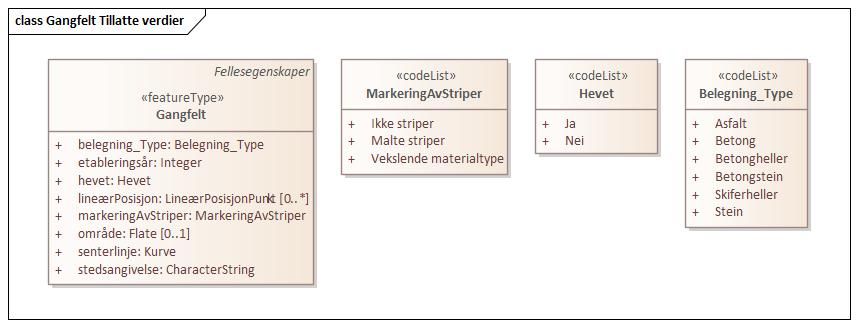 class Gangfelt Tillatte verdier
Fellesegenskaper
«featureType»
Gangfelt
+ belegning_Type: Belegning_Type
+ etableringsår: Integer
+ hevet: Hevet
+ lineærPosisjon: LineærPosisjonPunkt [0..*]
+ markeringAvStriper: MarkeringAvStriper
+ område: Flate [0..1]
+ senterlinje: Kurve
+ stedsangivelse: CharacterString
«codeList»
MarkeringAvStriper
+ Ikke striper
+ Malte striper
+ Vekslende materialtype
«codeList»
Hevet
+ Ja
+ Nei
«codeList»
Belegning_Type
+ Asfalt
+ Betong
+ Betongheller
+ Betongstein
+ Skiferheller
+ Stein